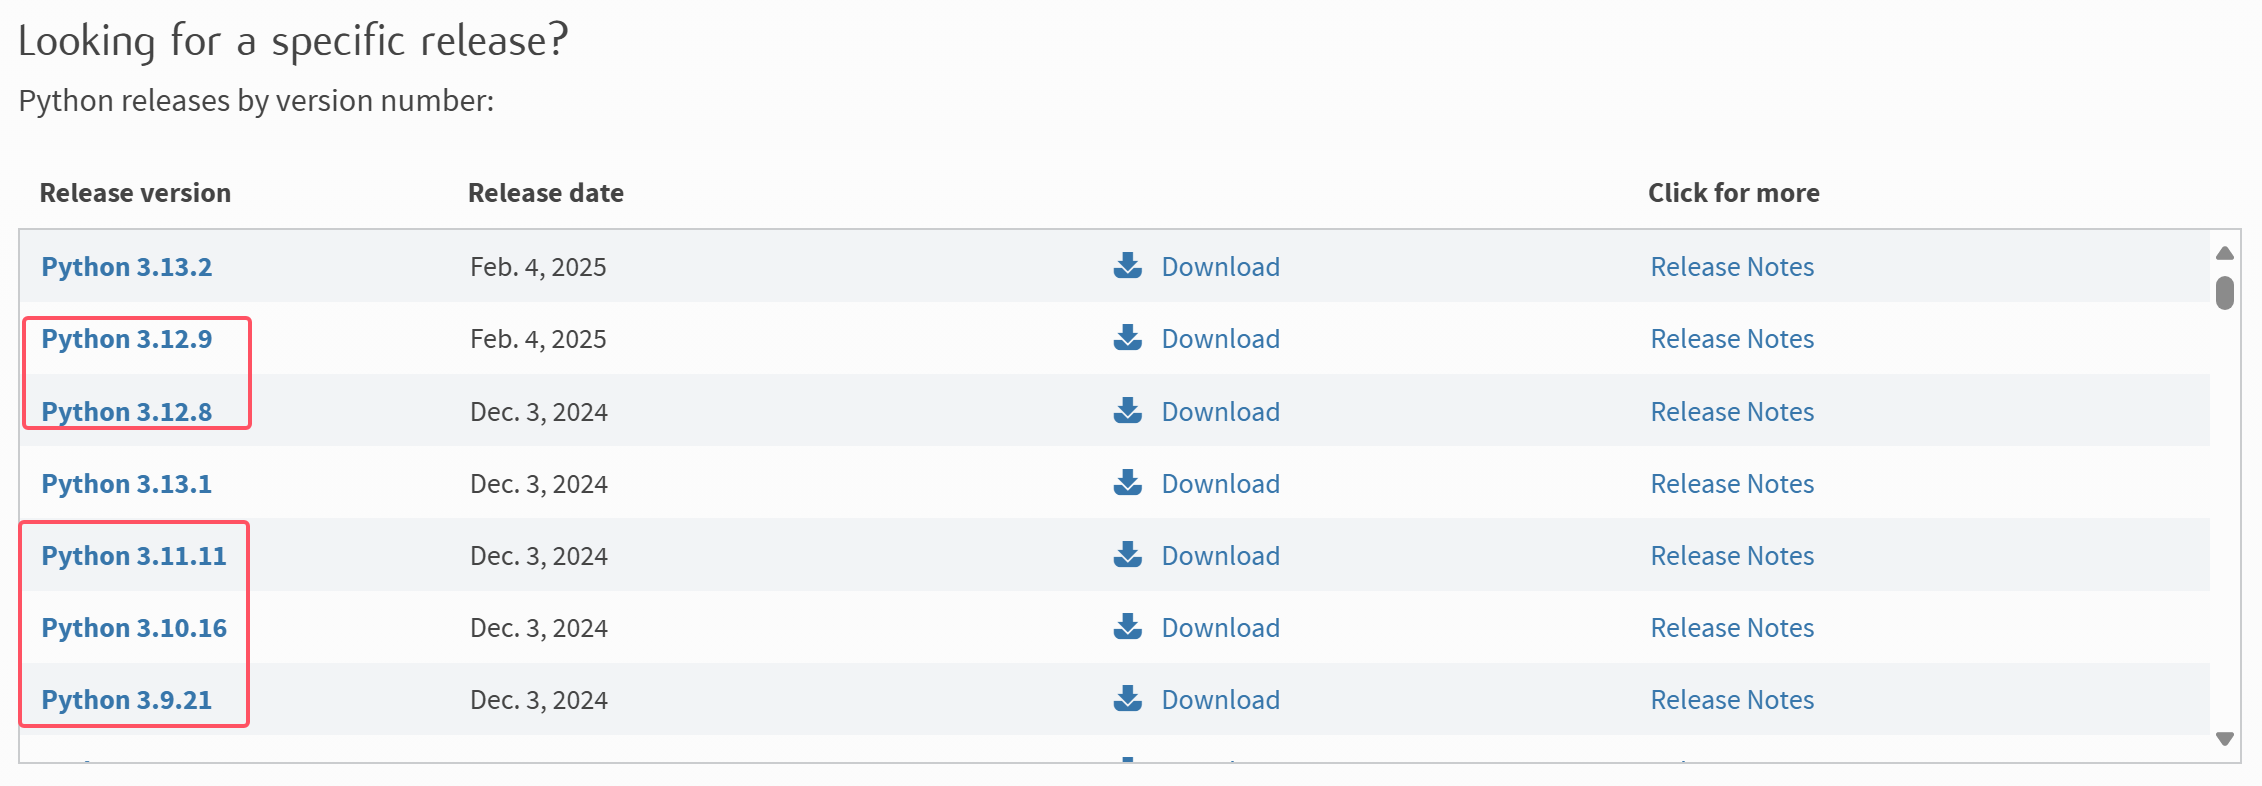 Looking for a specific release?
Python releases by version number:
Release version Release date Click for more
Python 3.13.2 Feb. 4, 2025 Download Release Notes
Python 3.12.9 Feb. 4, 2025 Download Release Notes
Python 3.12.8 Dec. 3, 2024 Download Release Notes
Python 3.13.1 Dec. 3, 2024 Download Release Notes
Python 3.11.11 Dec. 3, 2024 Download Release Notes
Python 3.10.16 Dec. 3, 2024 Download Release Notes
Python 3.9.21 Dec. 3, 2024 Download Release Notes